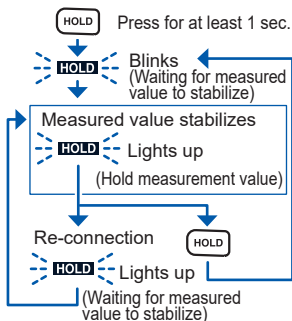 HOLD Press for at least 1 sec.
HOLD Blinks
(Waiting for measured
value to stabilize)
Measured value stabilizes
HOLD Lights up
(Hold measurement value)
Re-connection
HOLD
HOLD Lights up
(Waiting for measured
value to stabilize)